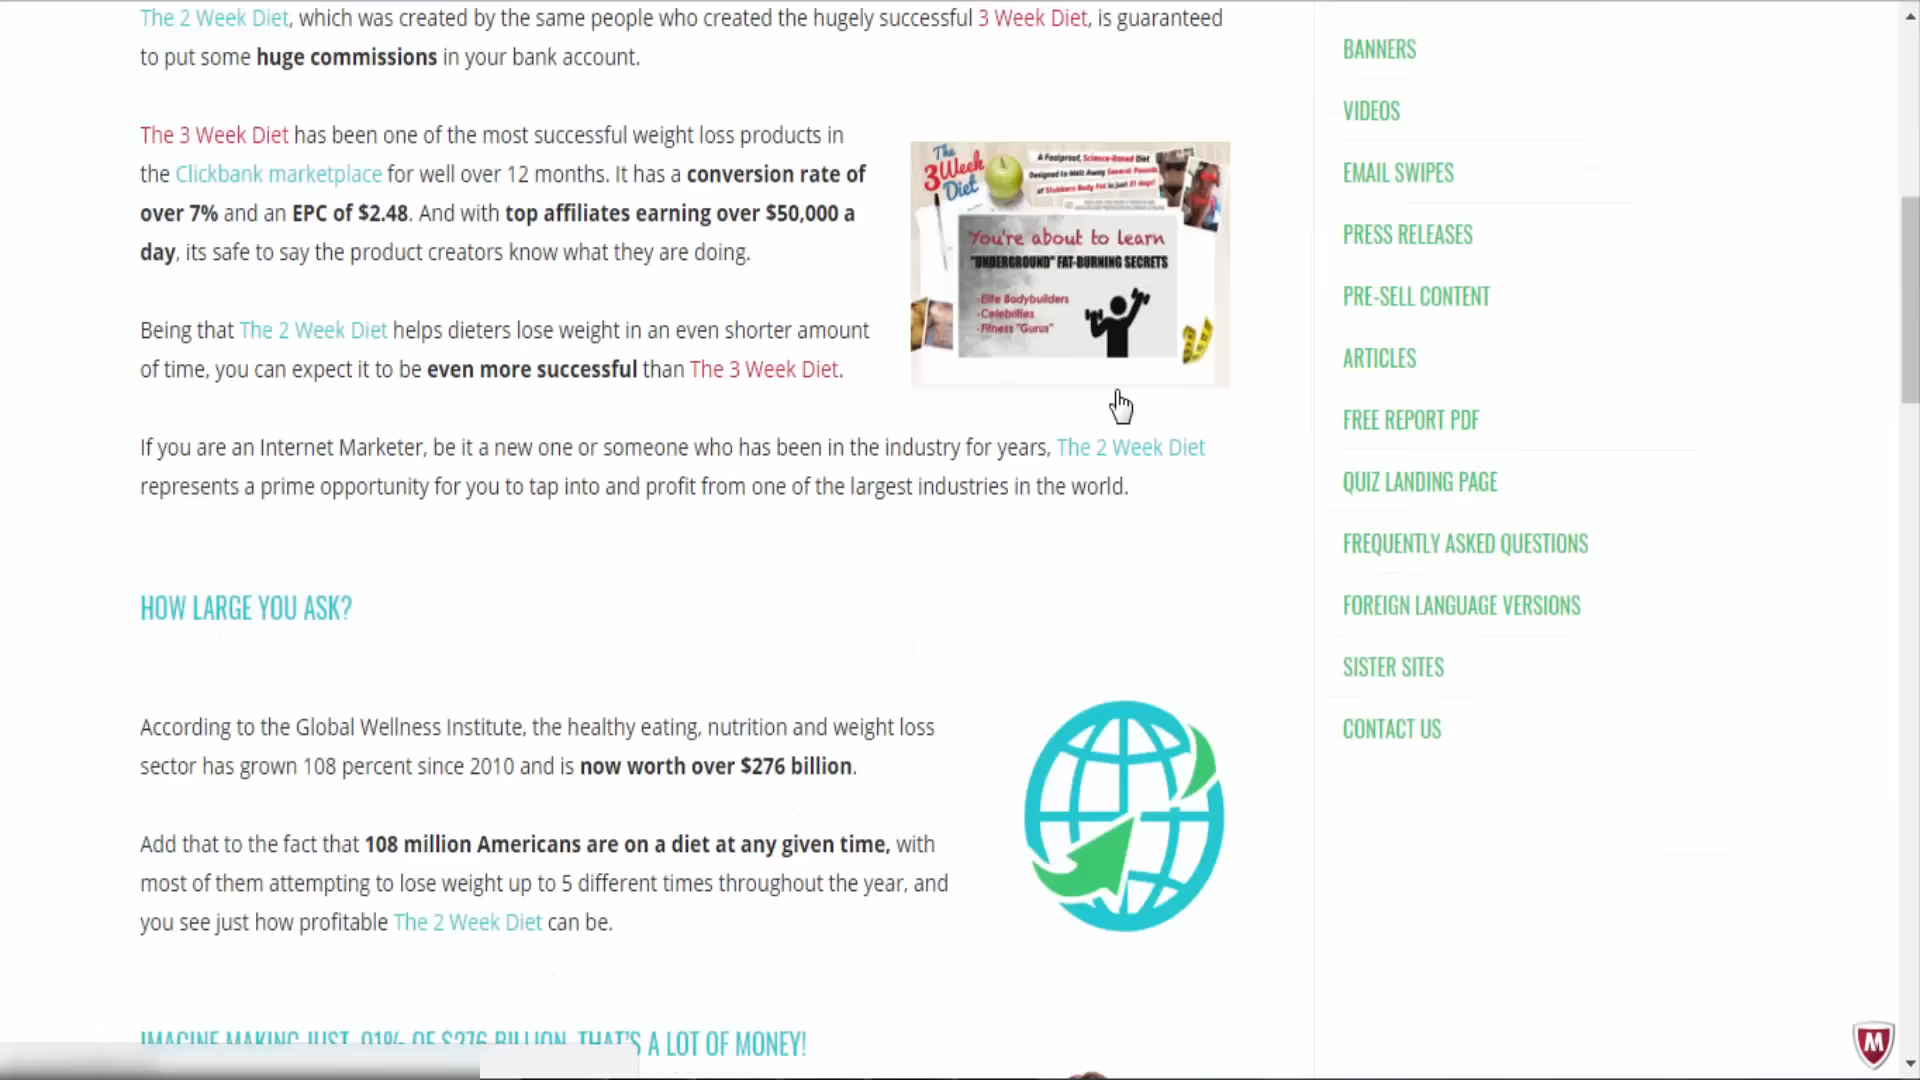 The 2 Week Diet, which was created by the same people who created the hugely successful 3 Week Diet, is guaranteed
to put some huge commissions in your bank account.
The 3 Week Diet has been one of the most successful weight loss products in
the Clickbank marketplace for well over 12 months. It has a conversion rate of
over 7% and an EPC of $2.48. And with top affiliates earning over $50,000 a
day, its safe to say the product creators know what they are doing.
The
3 Week
Diet
A Foolproof, Science-Based Diet
Designed to Melt Away Several Pounds
of Stubborn Body Fat in just 21 days!
You're about to learn
"UNDERGROUND" FAT-BURNING SECRETS
-Elite Bodybuilders
-Celebrities
-Fitness "Gurus"
Being that The 2 Week Diet helps dieters lose weight in an even shorter amount
of time, you can expect it to be even more successful than The 3 Week Diet.
If you are an Internet Marketer, be it a new one or someone who has been in the industry for years, The 2 Week Diet
represents a prime opportunity for you to tap into and profit from one of the largest industries in the world.
HOW LARGE YOU ASK?
According to the Global Wellness Institute, the healthy eating, nutrition and weight loss
sector has grown 108 percent since 2010 and is now worth over $276 billion.
Add that to the fact that 108 million Americans are on a diet at any given time, with
most of them attempting to lose weight up to 5 different times throughout the year, and
you see just how profitable The 2 Week Diet can be.
IMAGINE MAKING JUST .01% OF $276 BILLION. THAT'S A LOT OF MONEY!
BANNERS
VIDEOS
EMAIL SWIPES
PRESS RELEASES
PRE-SELL CONTENT
ARTICLES
FREE REPORT PDF
QUIZ LANDING PAGE
FREQUENTLY ASKED QUESTIONS
FOREIGN LANGUAGE VERSIONS
SISTER SITES
CONTACT US
M